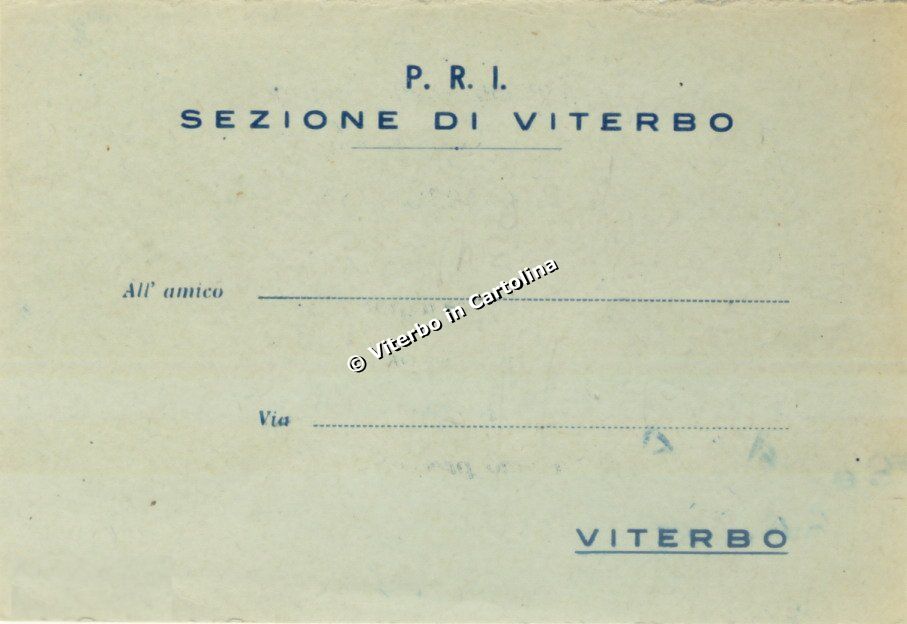 P. R. I.
SEZIONE DI VITERBO
All' amico
© Viterbo in Cartolina
Via
VITERBO